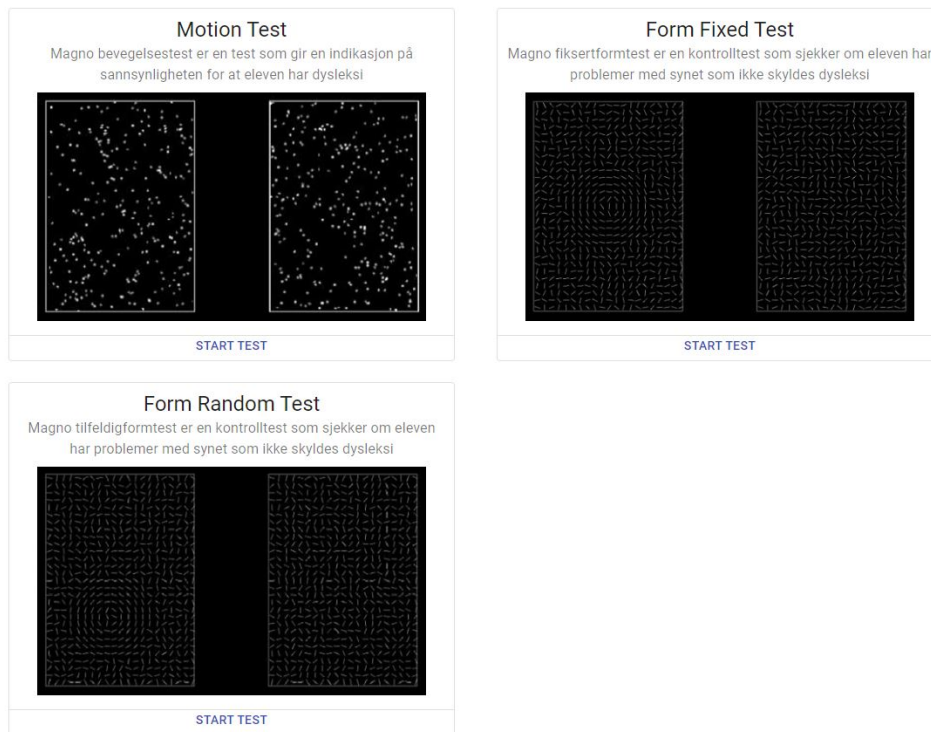 Motion Test
Magno bevegelsestest er en test som gir en indikasjon på
sannsynligheten for at eleven har dysleksi
START TEST
Form Fixed Test
Magno fiksertformtest er en kontrolltest som sjekker om eleven har
problemer med synet som ikke skyldes dysleksi
START TEST
Form Random Test
Magno tilfeldigformtest er en kontrolltest som sjekker om eleven
har problemer med synet som ikke skyldes dysleksi
START TEST